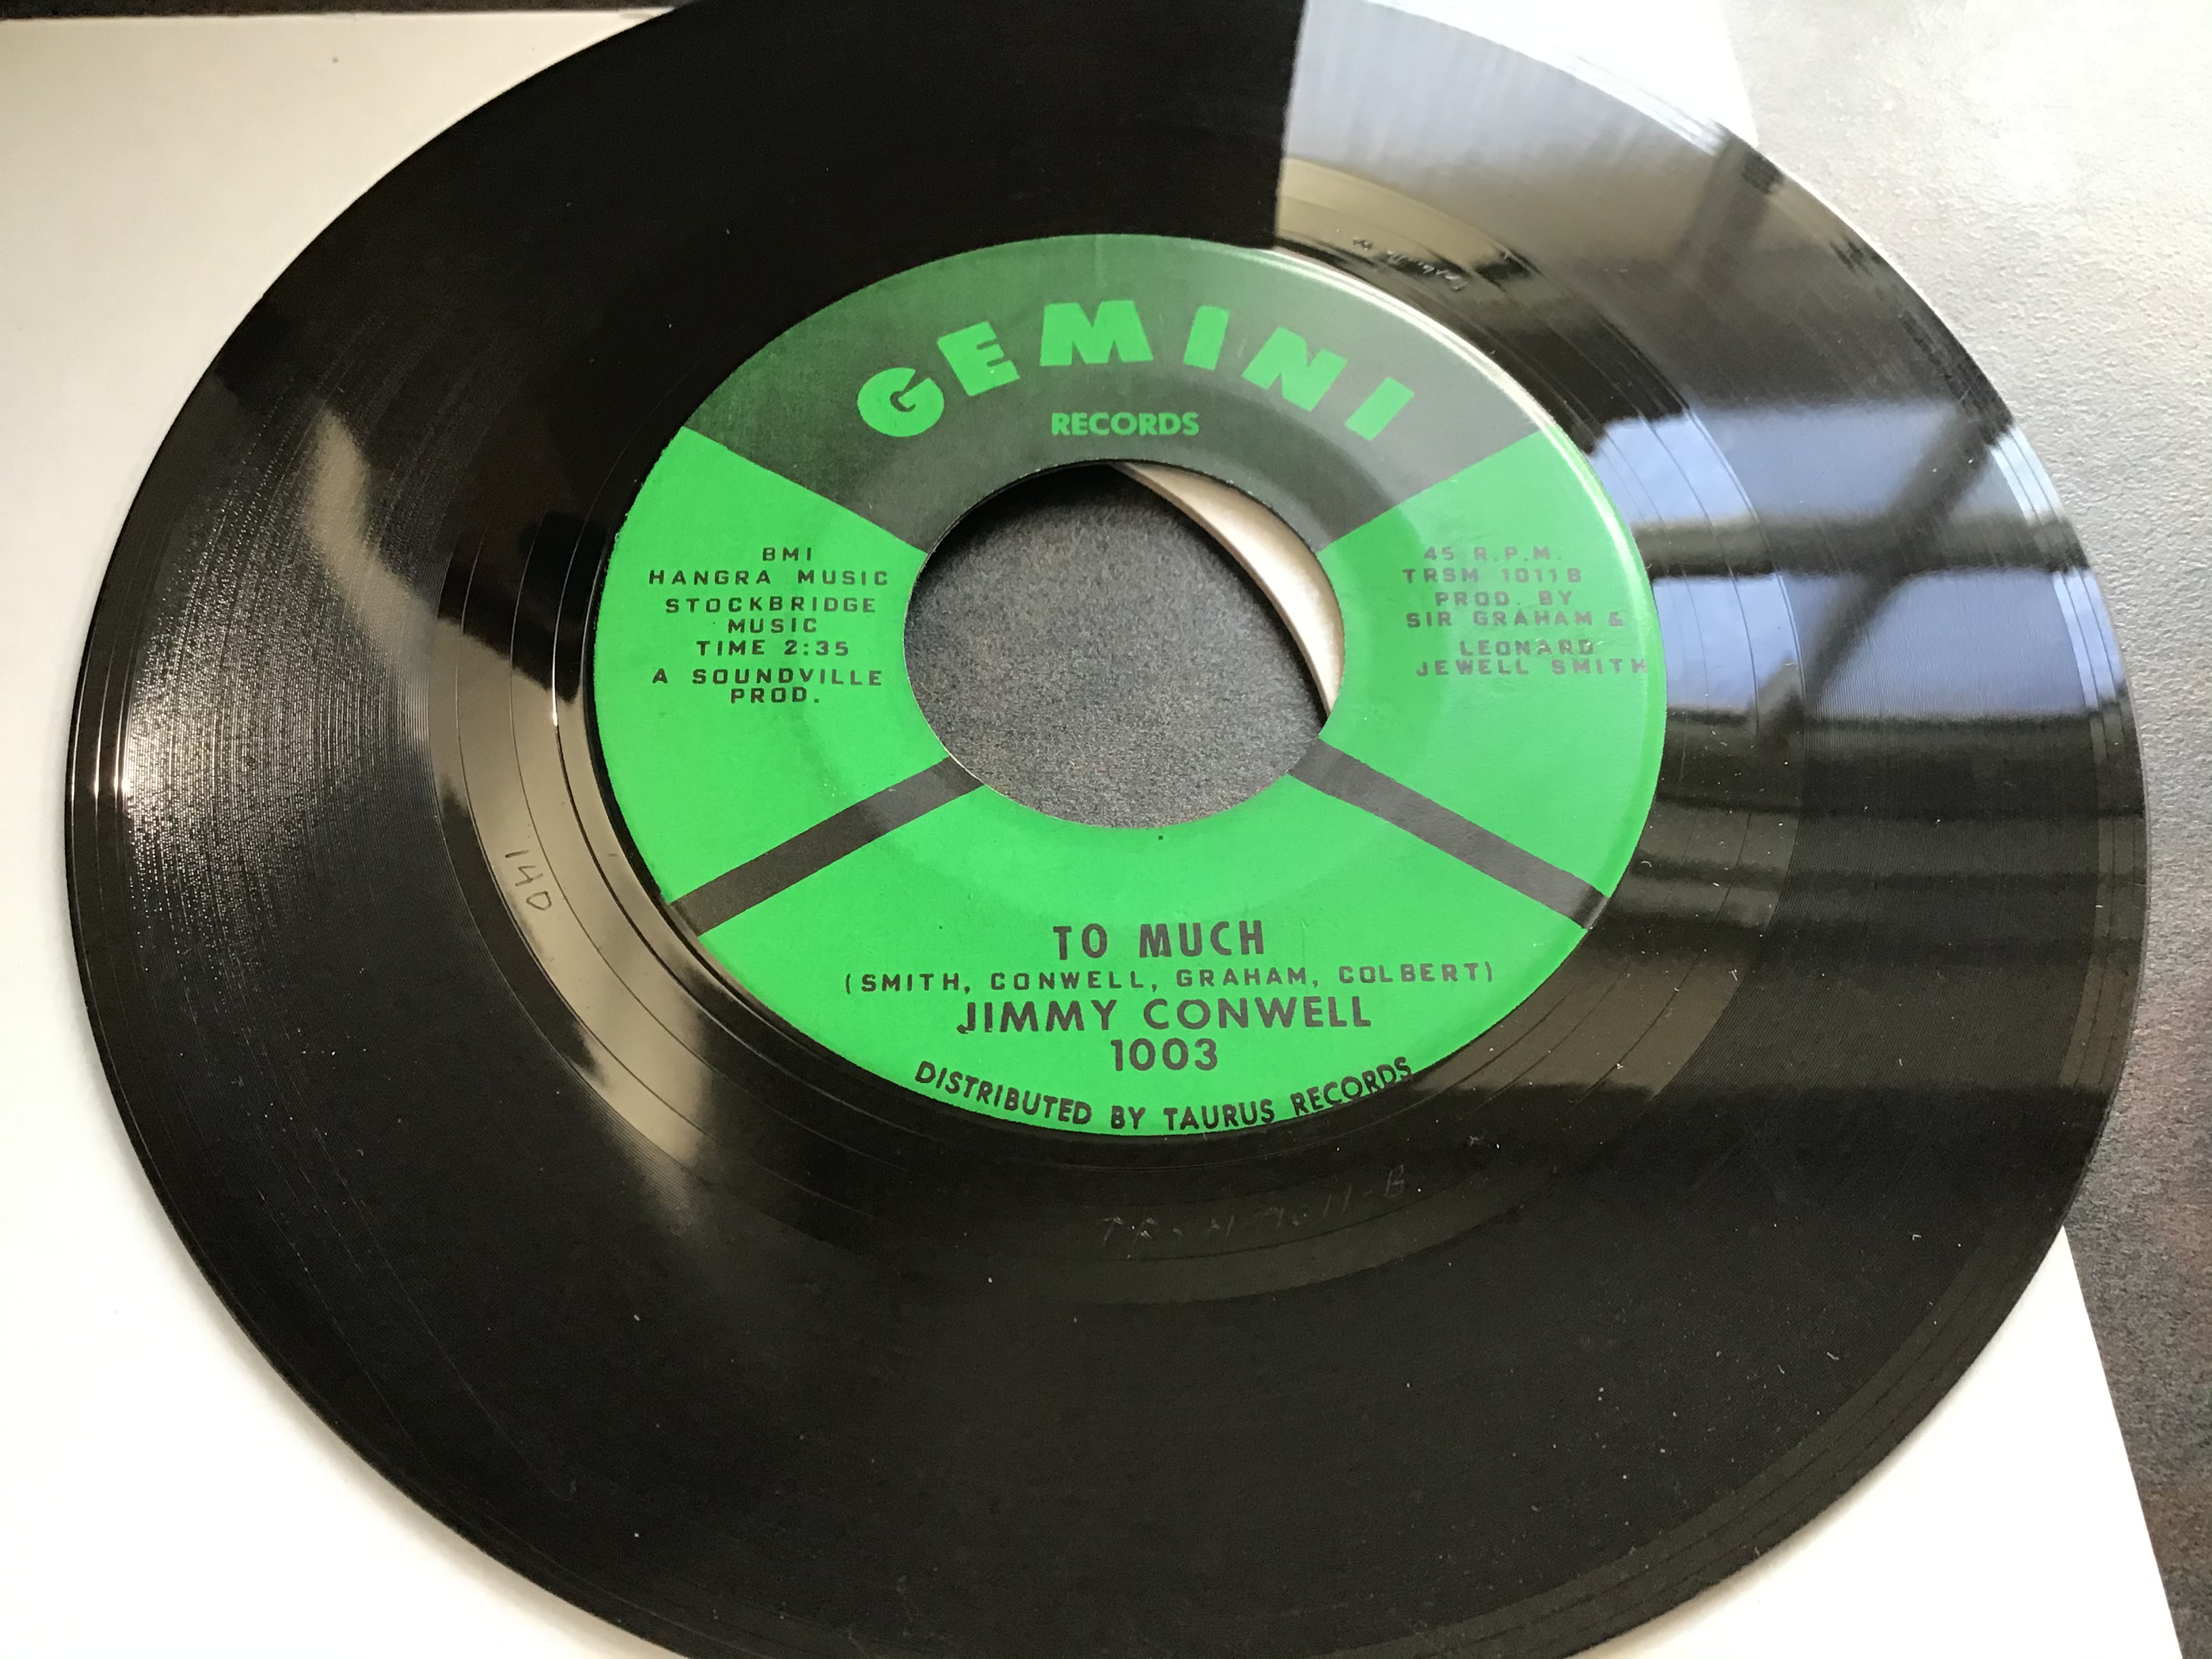 GEMINI
RECORDS
BMI
HANGRA MUSIC
STOCKBRIDGE
MUSIC
TIME 2:35
A SOUNDVILLE
PROD.
45 R.P.M.
TRSM 1011B
PROD. BY
SIR GRAHAM &
LEONARD
JEWELL SMITH
TO MUCH
(SMITH, CONWELL, GRAHAM, COLBERT)
JIMMY CONWELL
1003
DISTRIBUTED BY TAURUS RECORDS
140